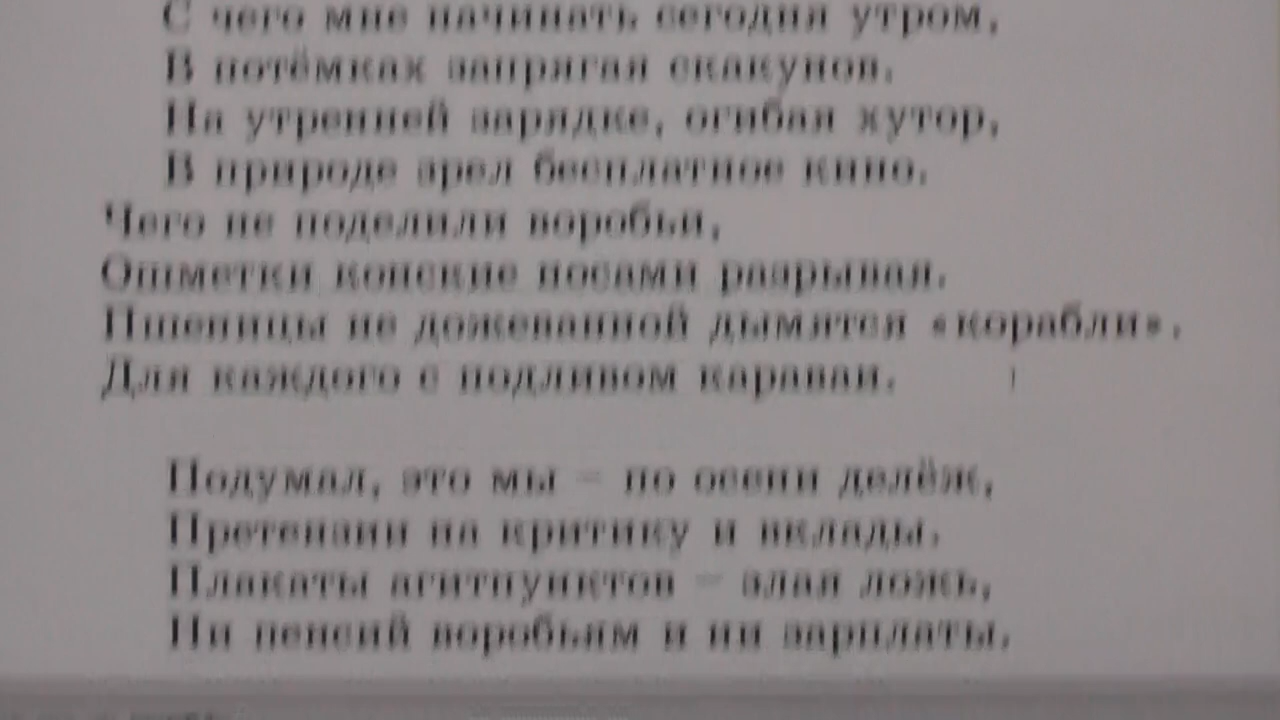 С чего мне начинать сегодня утром,
В потёмках запрягая скакунов.
На утренней зарядке, огибая хутор,
В природе зрел бесплатное кино.
Чего не поделили воробьи,
Ошметки конские носами разрывая.
Пшеницы не дожеванной дымятся «корабли».
Для каждого с подливом каравай.
Подумал, это мы – по осени делёж,
Претензии на критику и вклады.
Плакаты агитпунктов – злая ложь,
Ни пенсий воробьям и ни зарплаты.